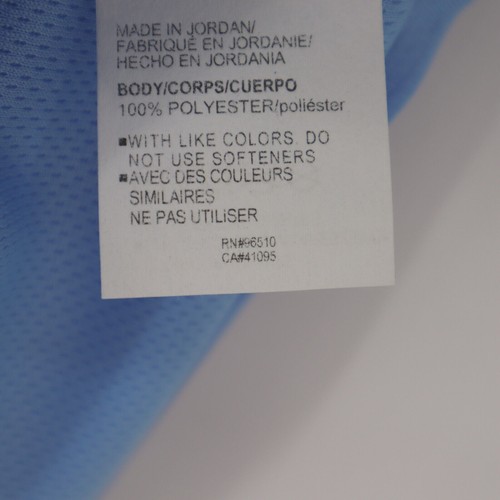 MADE IN JORDAN/
FABRIQUÉ EN JORDANIE/
HECHO EN JORDANIA
BODY/CORPS/CUERPO
100% POLYESTER/poliéster
▪WITH LIKE COLORS. DO
NOT USE SOFTENERS
▪AVEC DES COULEURS
SIMILAIRES
NE PAS UTILISER
RN#96510
CA#41095